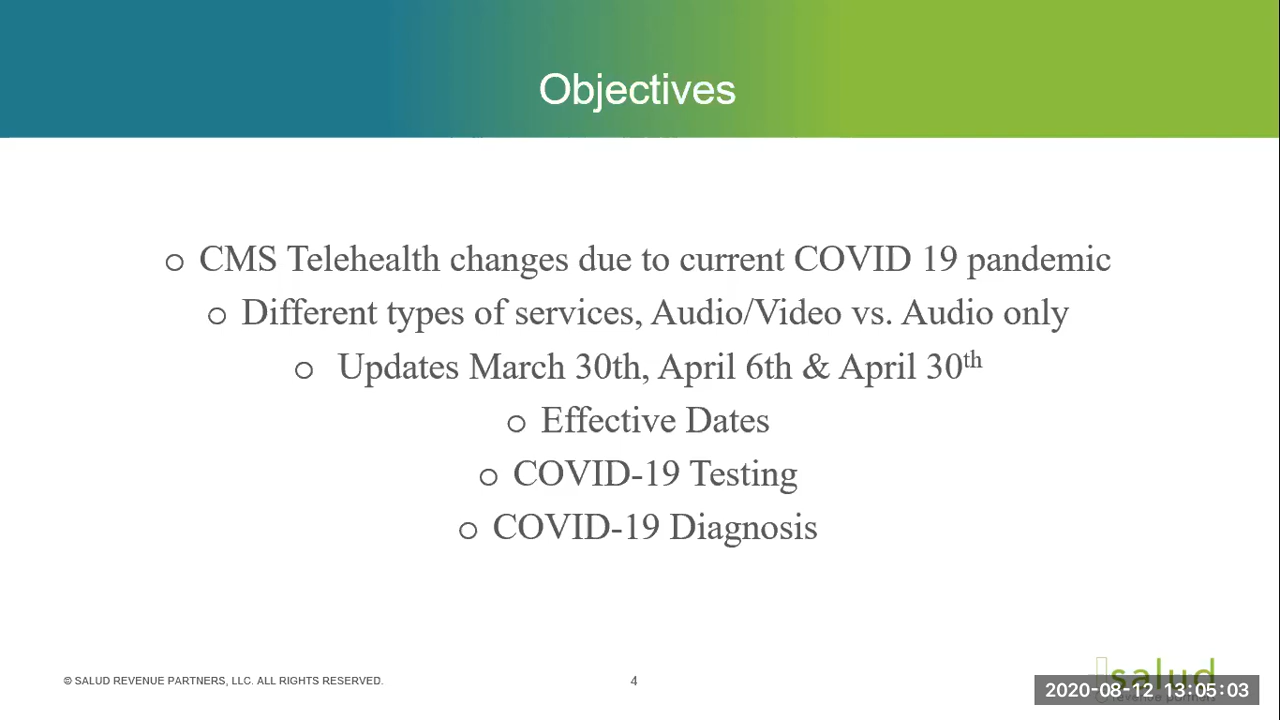 Objectives
o CMS Telehealth changes due to current COVID 19 pandemic
o Different types of services, Audio/Video vs. Audio only
o Updates March 30th, April 6th & April 30th
o Effective Dates
o COVID-19 Testing
o COVID-19 Diagnosis
© SALUD REVENUE PARTNERS, LLC. ALL RIGHTS RESERVED.
4
salud
revenue partners
2020-08-12 13:05:03